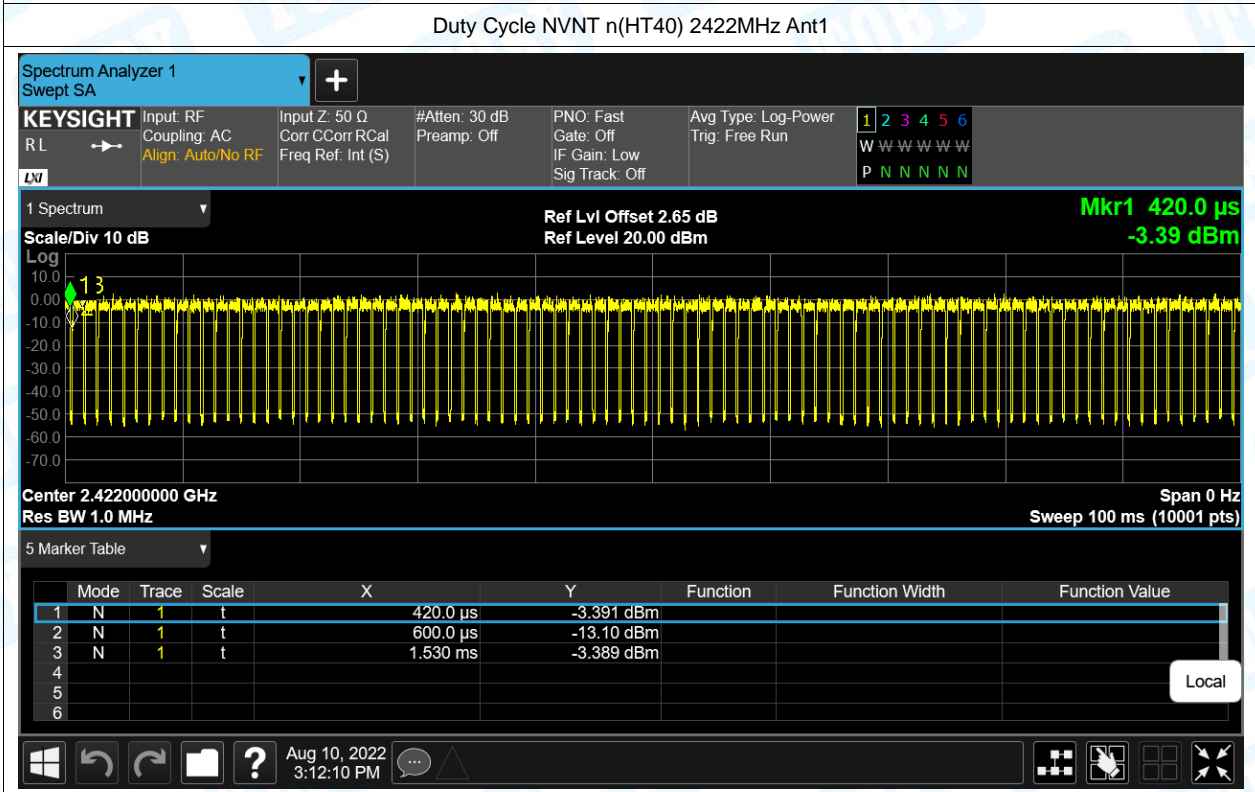 Duty Cycle NVNT n(HT40) 2422MHz Ant1
Spectrum Analyzer 1
Swept SA
KEYSIGHT
R L
LXI
Input: RF
Coupling: AC
Align: Auto/No RF
Input Z: 50 Ω
Corr CCorr RCal
Freq Ref: Int (S)
#Atten: 30 dB
Preamp: Off
PNO: Fast
Gate: Off
IF Gain: Low
Sig Track: Off
Avg Type: Log-Power
Trig: Free Run
1 2 3 4 5 6
W W W W W W
P N N N N N
1 Spectrum
Scale/Div 10 dB
Ref Lvl Offset 2.65 dB
Ref Level 20.00 dBm
Mkr1 420.0 µs
-3.39 dBm
Log
10.0
0.00
-10.0
-20.0
-30.0
-40.0
-50.0
-60.0
-70.0
1 3
2
Center 2.422000000 GHz
Span 0 Hz
Res BW 1.0 MHz
Sweep 100 ms (10001 pts)
5 Marker Table
Mode Trace Scale X Y Function Function Width Function Value
1 N 1 t 420.0 µs -3.391 dBm
2 N 1 t 600.0 µs -13.10 dBm
3 N 1 t 1.530 ms -3.389 dBm
4
5
6
Local
?
Aug 10, 2022
3:12:10 PM